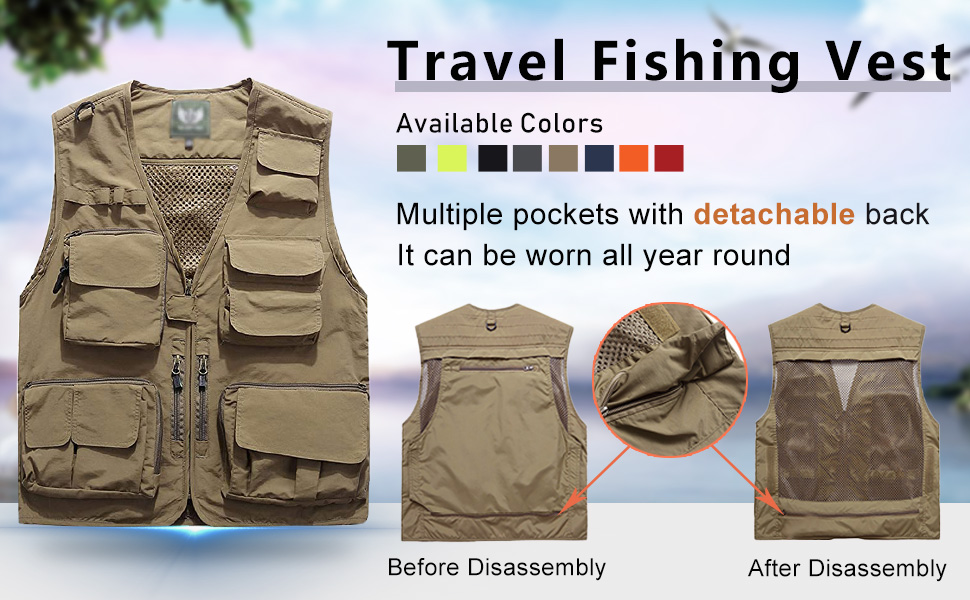 Travel Fishing Vest
Available Colors
Multiple pockets with detachable back
It can be worn all year round
Before Disassembly
After Disassembly